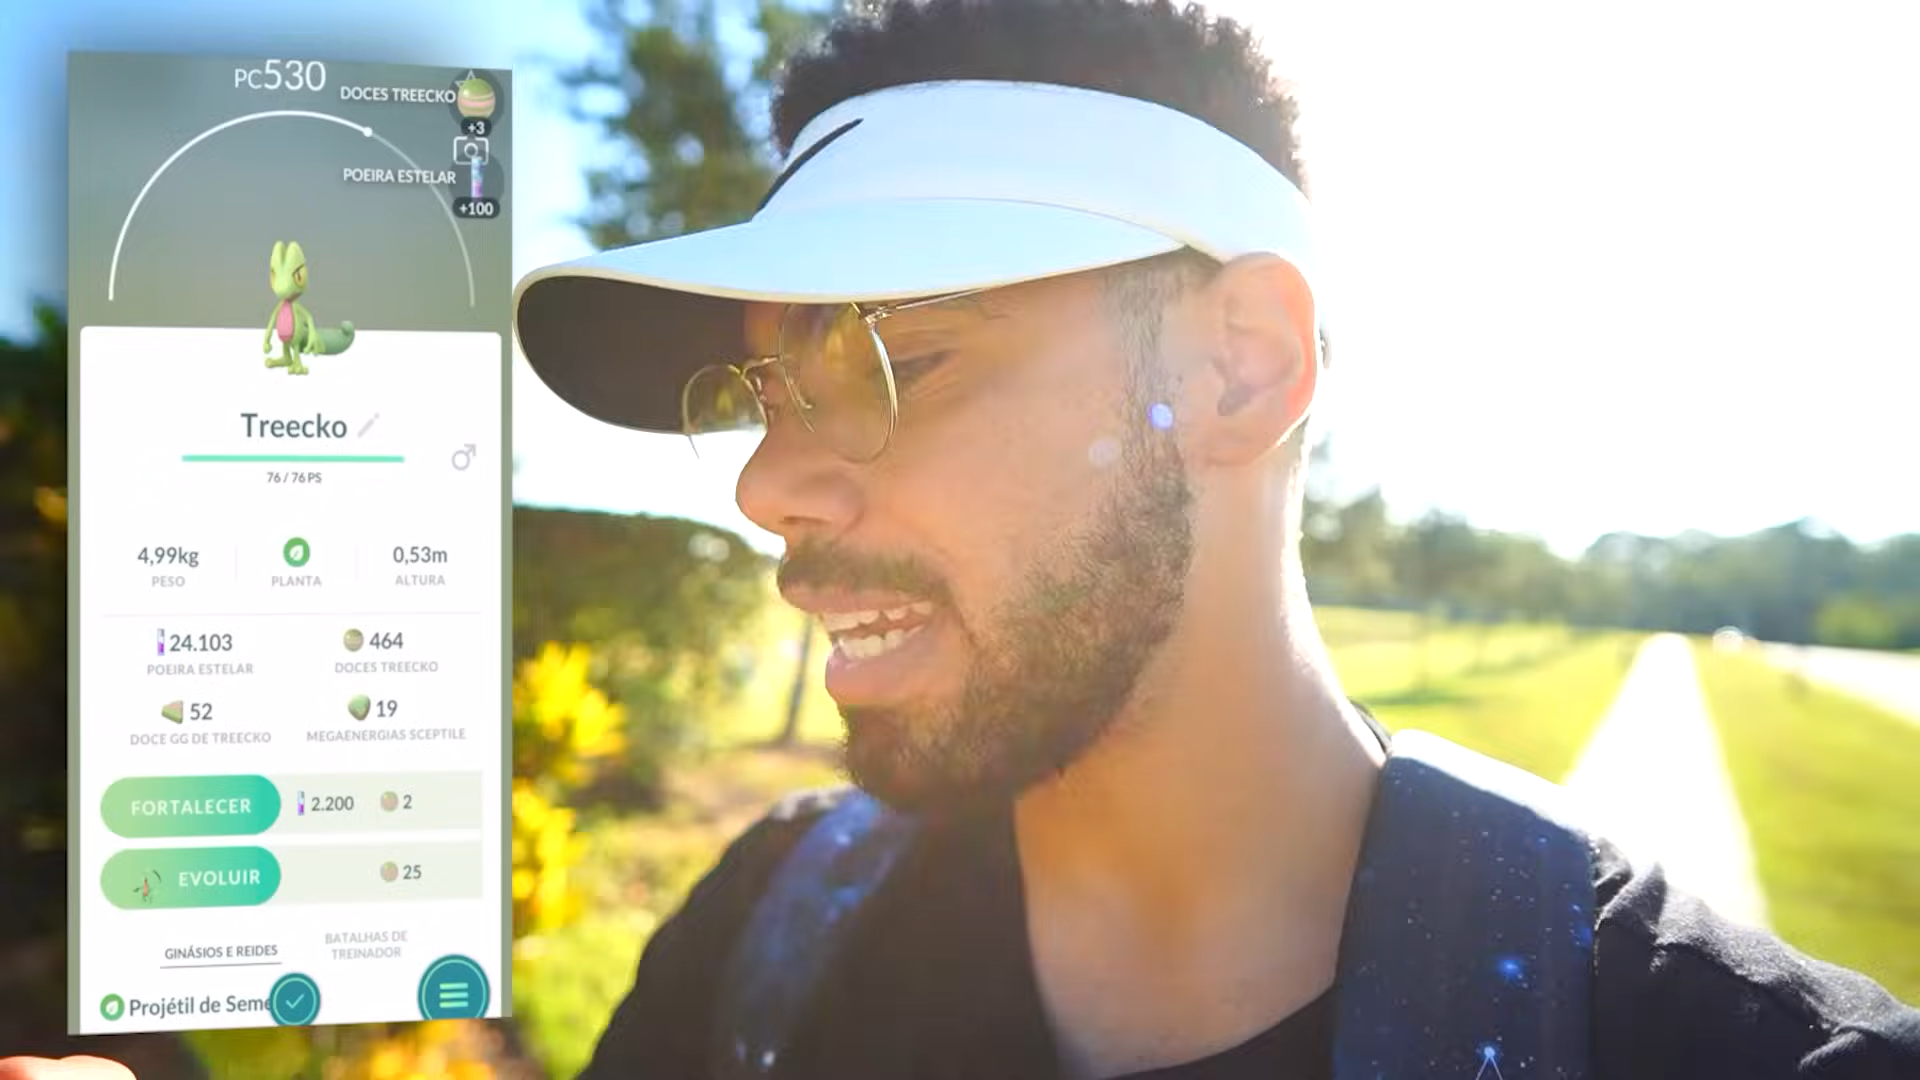 PC530
DOCES TREECKO
+3
POEIRA ESTELAR
+100
Treecko
76 / 76 PS
4,99kg
PESO
PLANTA
0,53m
ALTURA
24.103
POEIRA ESTELAR
464
DOCES TREECKO
52
DOCE GG DE TREECKO
19
MEGAENERGIAS SCEPTILE
FORTALECER
2.200
2
EVOLUIR
25
GINÁSIOS E REIDES
BATALHAS DE
TREINADOR
Projétil de Seme